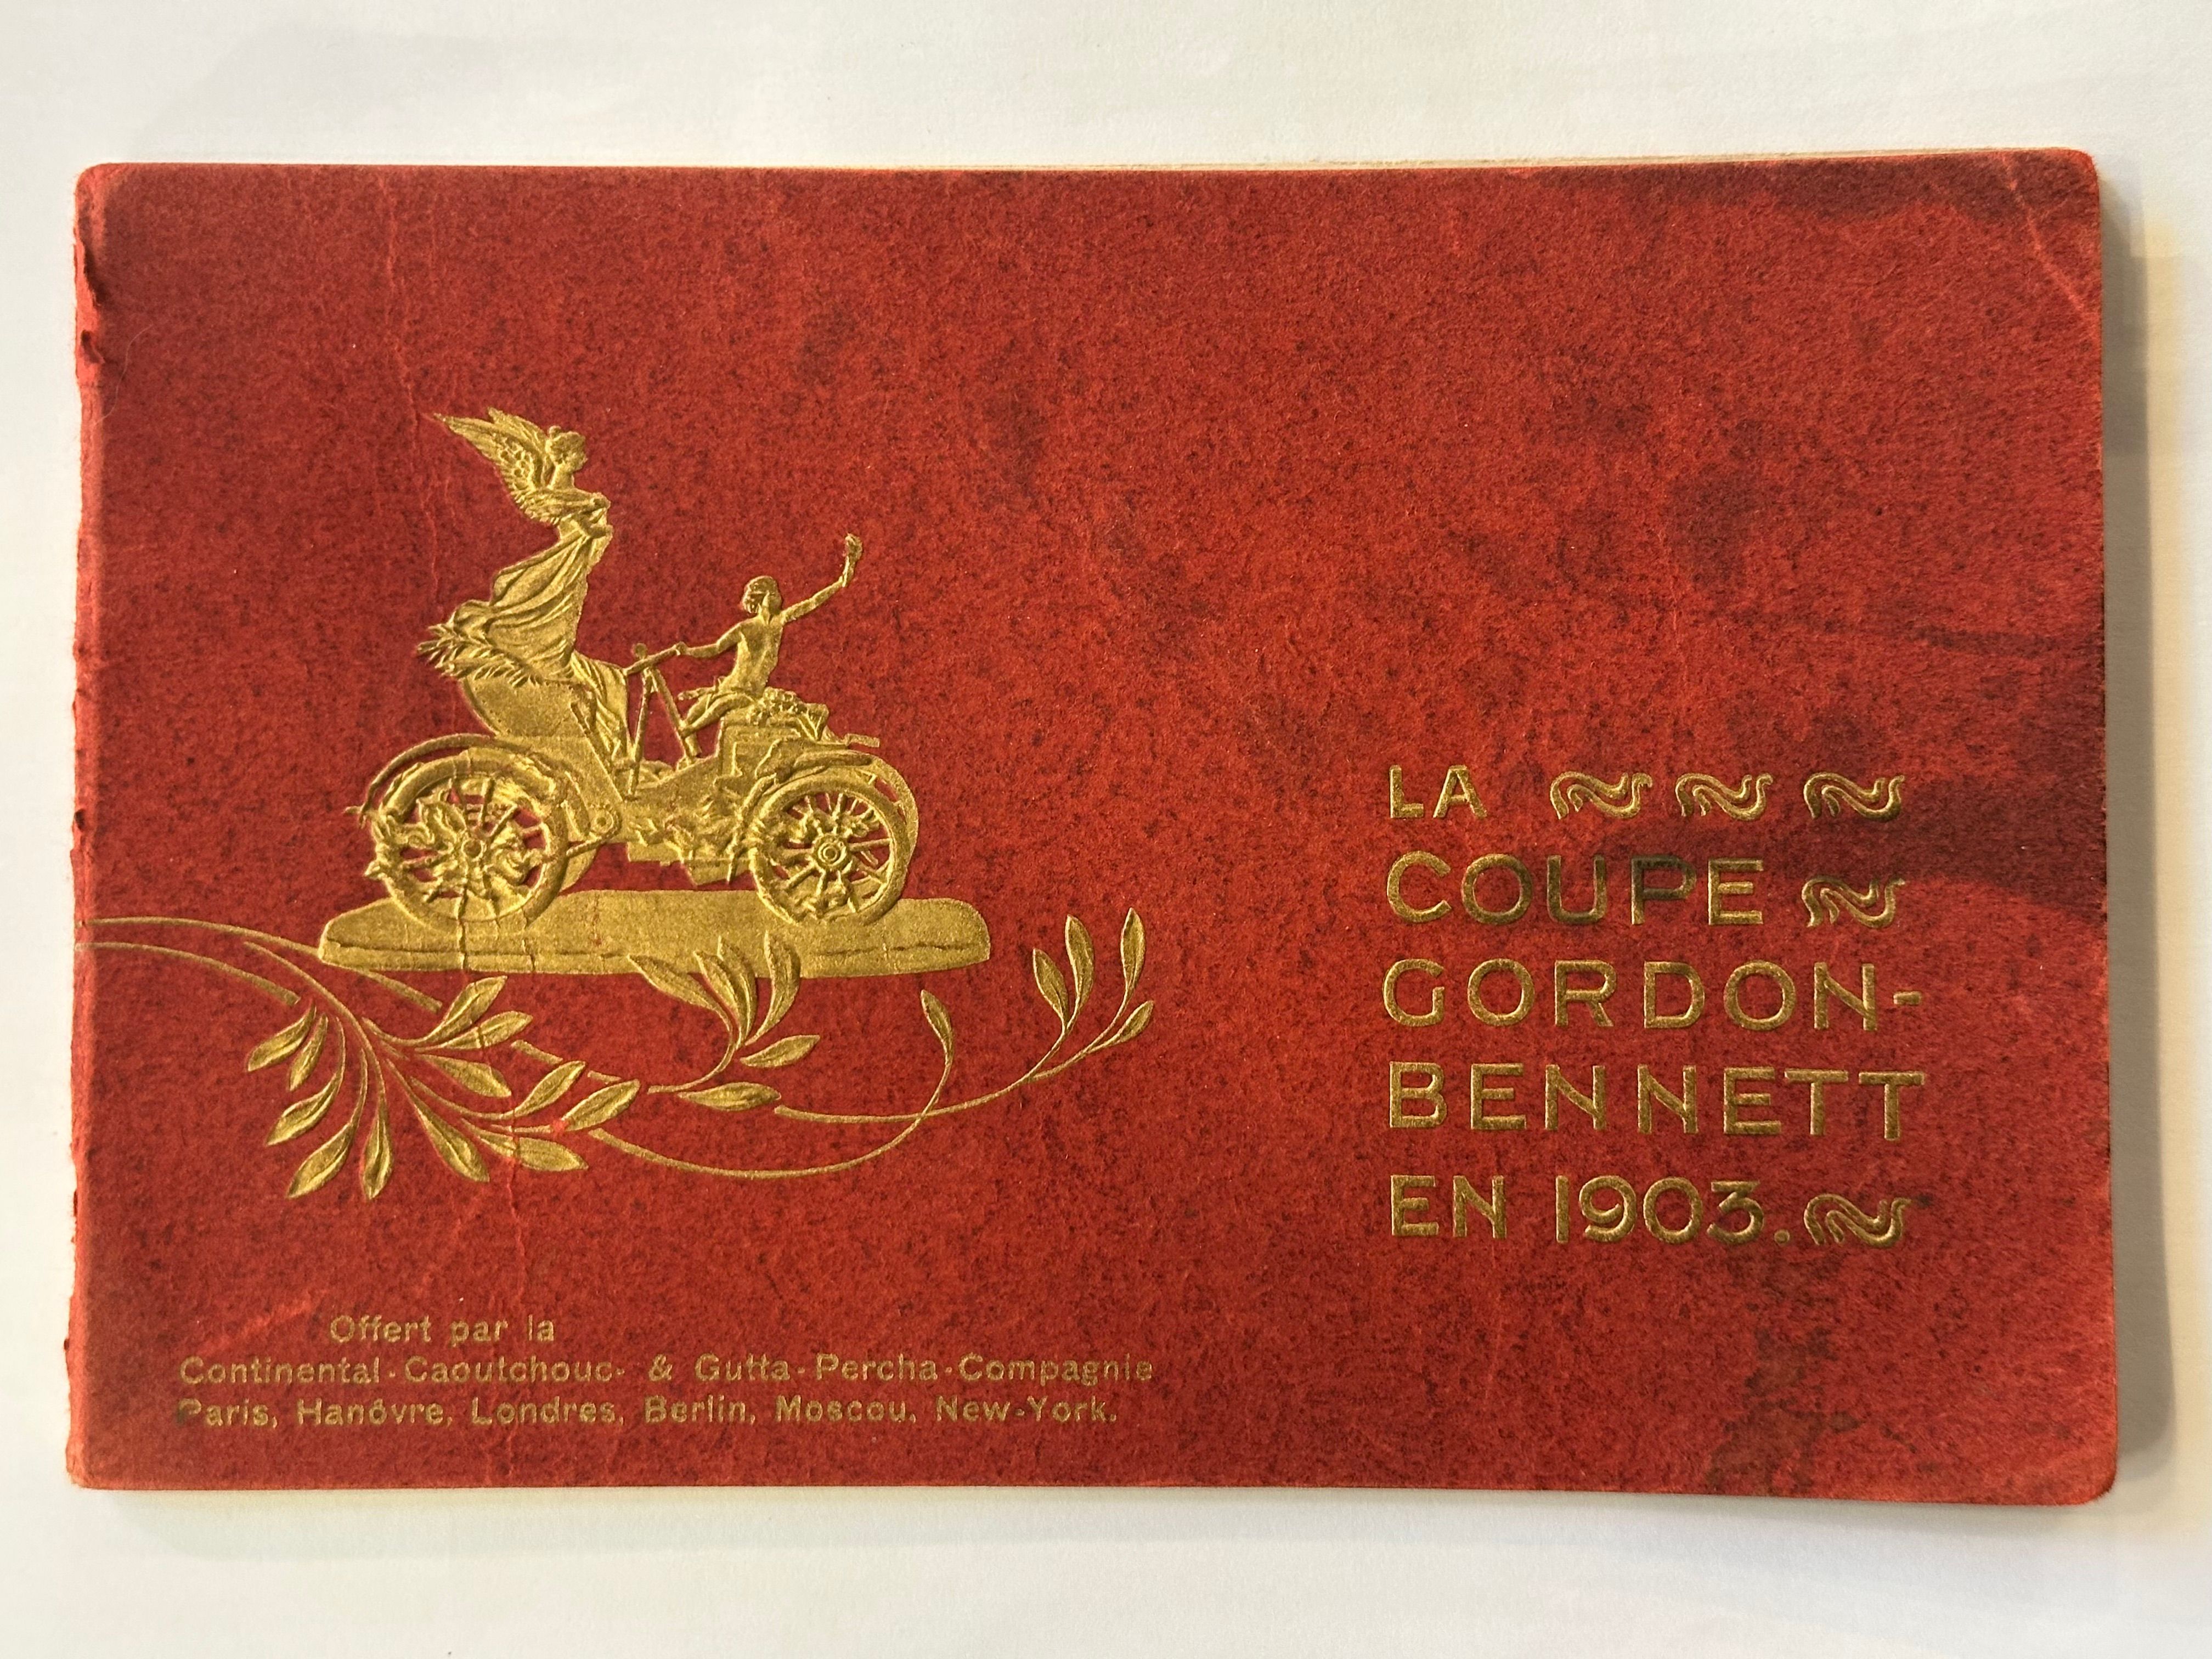 LA
COUPE
GORDON-
BENNETT
EN 1903.
Offert par la
Continental-Caoutchouc- & Gutta-Percha-Compagnie
Paris, Hanóvre, Londres, Berlin, Moscou, New-York.